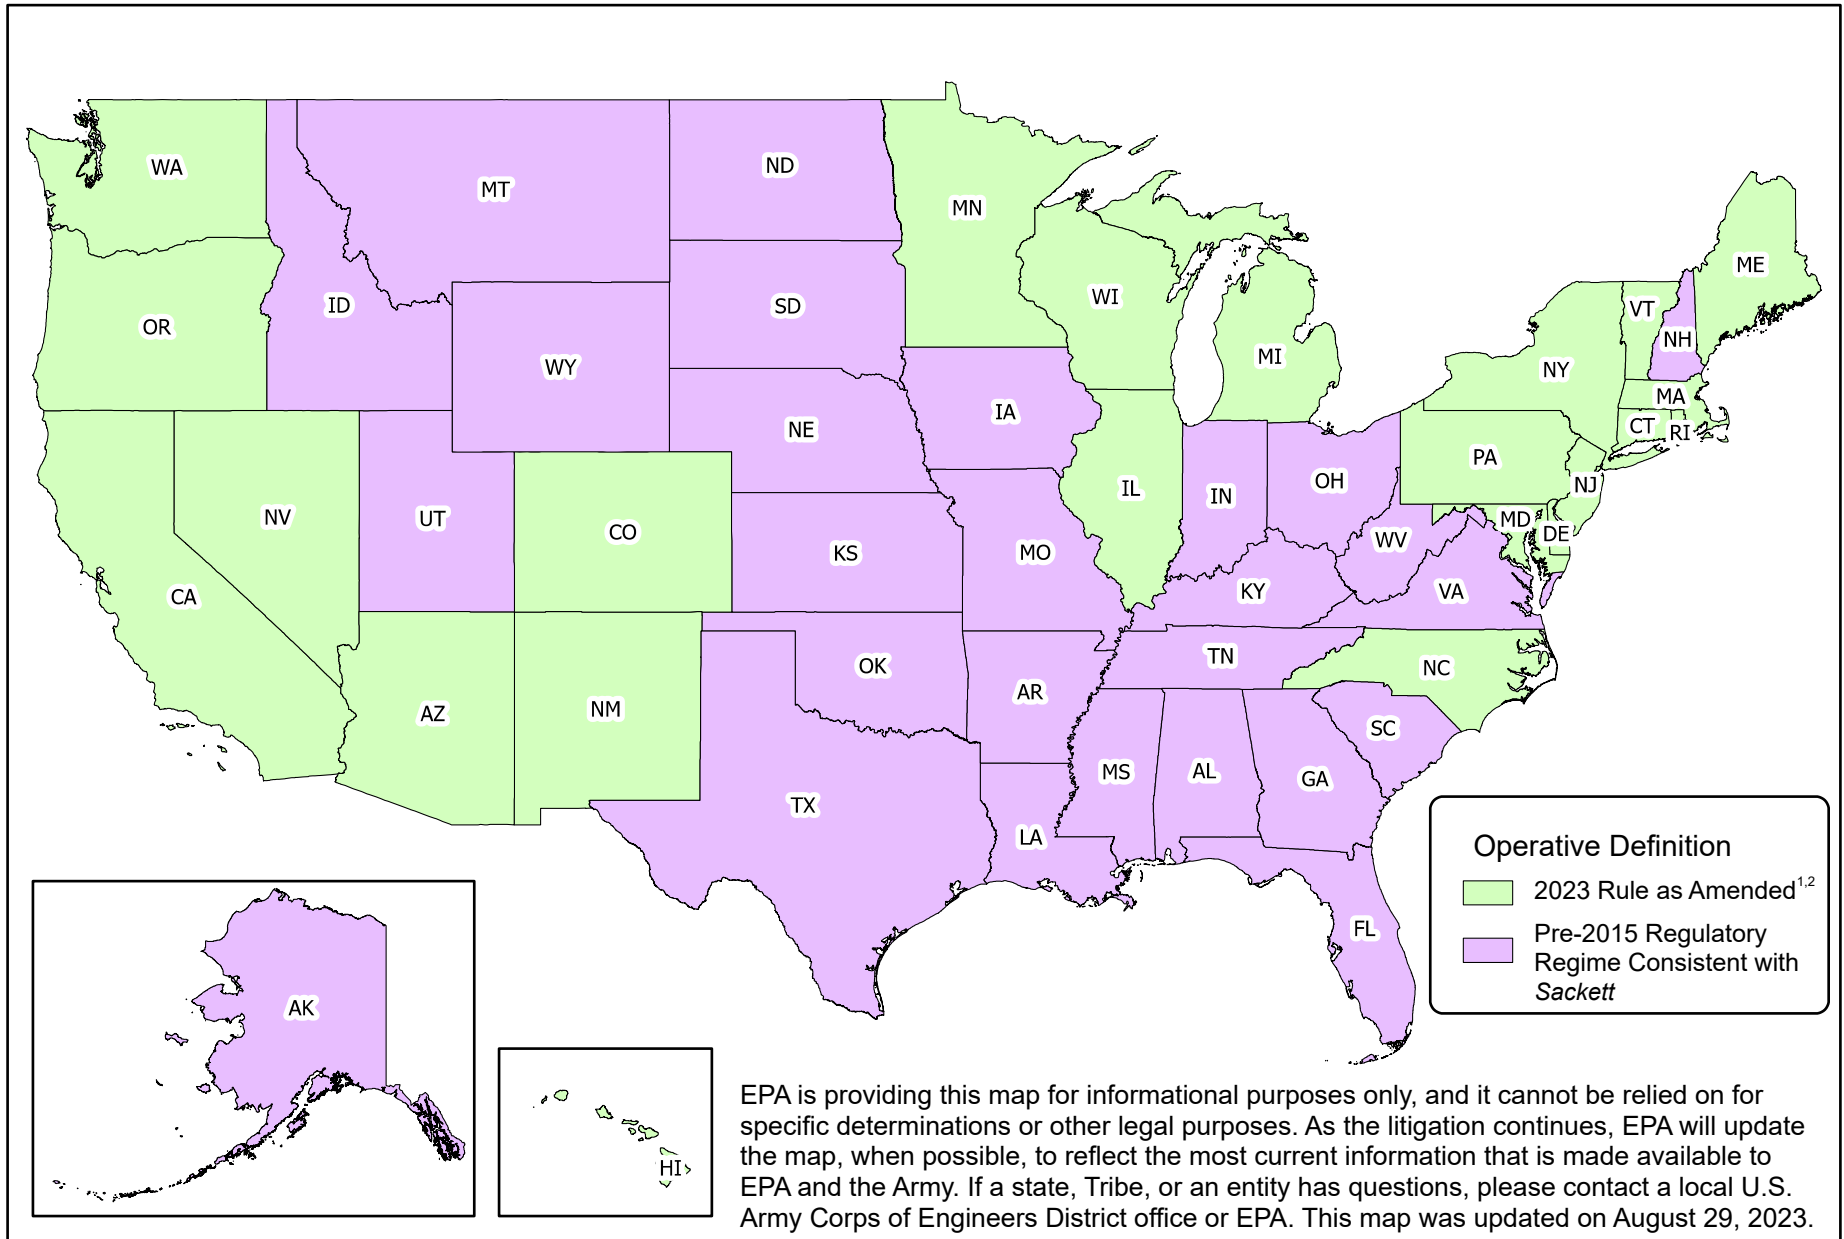 WA
MT
ND
MN
ME
ID
OR
SD
WI
VT
NH
WY
MI
NY
IA
MA
NE
CT
RI
PA
IL
IN
OH
NJ
NV
UT
CO
MD
DE
KS
MO
WV
CA
KY
VA
OK
TN
NC
AR
AZ
NM
SC
MS
AL
GA
TX
LA
FL
AK
HI
Operative Definition
2023 Rule as Amended1,2
Pre-2015 Regulatory
Regime Consistent with
Sackett
EPA is providing this map for informational purposes only, and it cannot be relied on for
specific determinations or other legal purposes. As the litigation continues, EPA will update
the map, when possible, to reflect the most current information that is made available to
EPA and the Army. If a state, Tribe, or an entity has questions, please contact a local U.S.
Army Corps of Engineers District office or EPA. This map was updated on August 29, 2023.